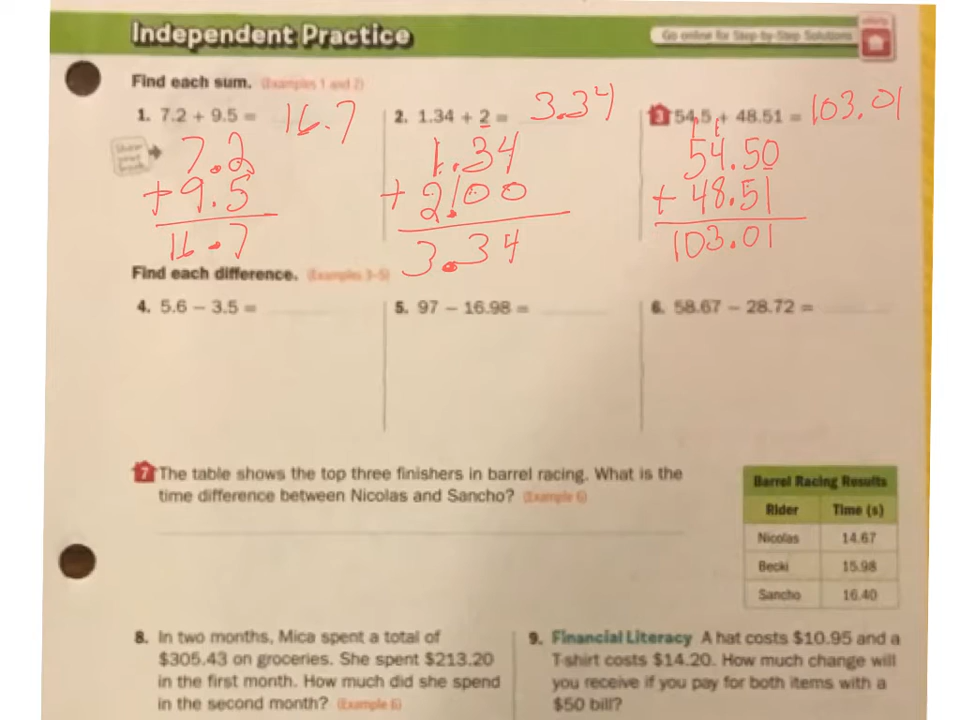 Independent Practice
Go online for Step-by-Step Solutions
Find each sum. (Examples 1 and 2)
1. 7.2 + 9.5 = 16.7
Show your work
7.2
+ 9.5
16.7
2. 1.34 + 2 = 3.34
1.34
+ 2.00
3.34
3 54.5 + 48.51 = 103.01
1 1
54.50
+ 48.51
103.01
Find each difference. (Examples 3–5)
4. 5.6 − 3.5 =
5. 97 − 16.98 =
6. 58.67 − 28.72 =
7 The table shows the top three finishers in barrel racing. What is the
time difference between Nicolas and Sancho? (Example 6)
Barrel Racing Results
Rider Time (s)
Nicolas 14.67
Becki 15.98
Sancho 16.40
8. In two months, Mica spent a total of
$305.43 on groceries. She spent $213.20
in the first month. How much did she spend
in the second month? (Example 6)
9. Financial Literacy A hat costs $10.95 and a
T-shirt costs $14.20. How much change will
you receive if you pay for both items with a
$50 bill?